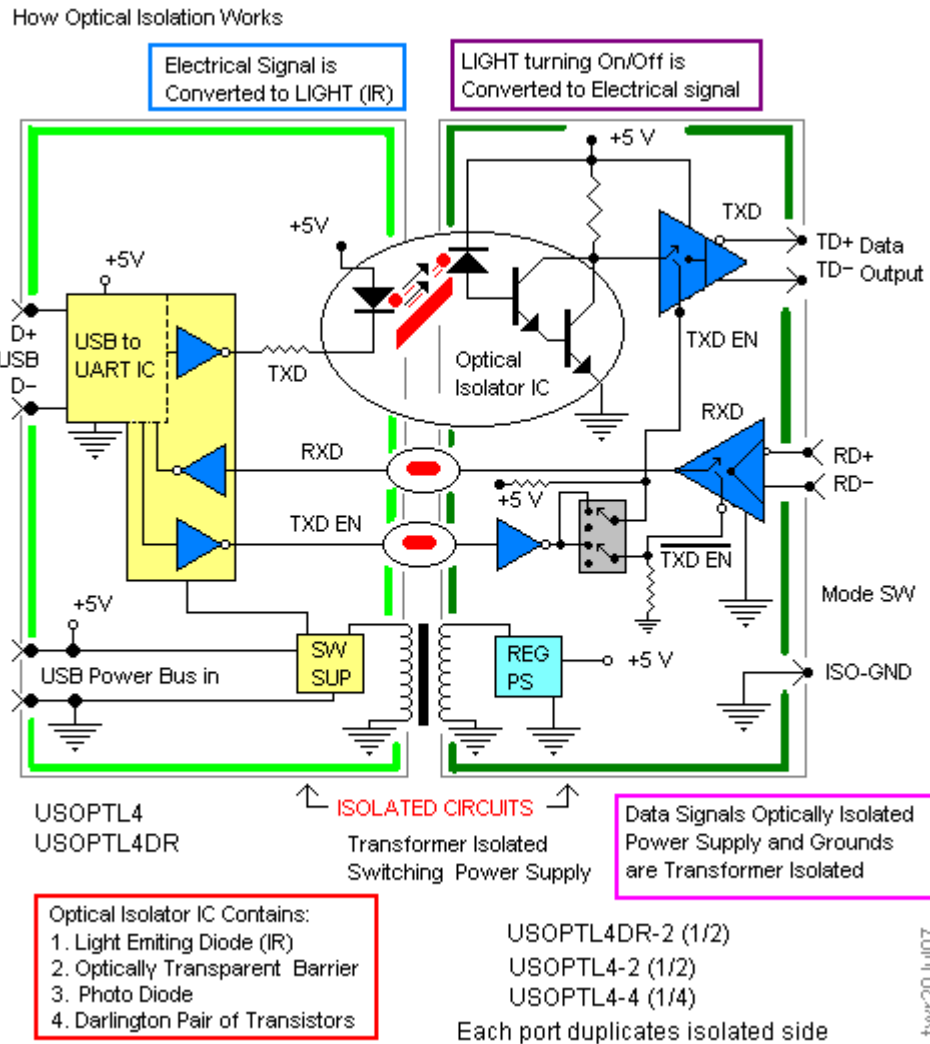 How Optical Isolation Works
Electrical Signal is
Converted to LIGHT (IR)
LIGHT turning On/Off is
Converted to Electrical signal
+5 V
+5V
+5V
TXD
TD+ Data
TD− Output
D+
USB
D−
USB to
UART IC
TXD
Optical
Isolator IC
TXD EN
RXD
RXD
RD+
RD−
+5 V
TXD EN
TXD EN
Mode SW
+5V
USB Power Bus in
SW
SUP
REG
PS
+5 V
ISO-GND
ISOLATED CIRCUITS
USOPTL4
USOPTL4DR
Transformer Isolated
Switching Power Supply
Data Signals Optically Isolated
Power Supply and Grounds
are Transformer Isolated
Optical Isolator IC Contains:
1. Light Emiting Diode (IR)
2. Optically Transparent Barrier
3. Photo Diode
4. Darlington Pair of Transistors
USOPTL4DR-2 (1/2)
USOPTL4-2 (1/2)
USOPTL4-4 (1/4)
Each port duplicates isolated side